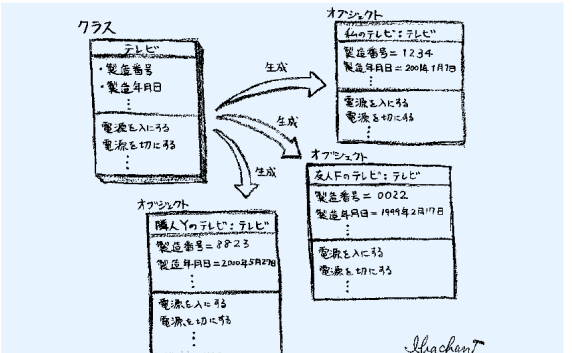 クラス
テレビ
・製造番号
・製造年月日
⋮
電源を入にする
電源を切にする
⋮
生成
生成
生成
オブジェクト
私のテレビ：テレビ
製造番号＝1234
製造年月日＝2001年1月7日
⋮
電源を入にする
電源を切にする
⋮
オブジェクト
友人Fのテレビ：テレビ
製造番号＝0022
製造年月日＝1999年2月17日
⋮
電源を入にする
電源を切にする
⋮
オブジェクト
隣人Yのテレビ：テレビ
製造番号＝8823
製造年月日＝2000年5月27日
⋮
電源を入にする
電源を切にする
⋮